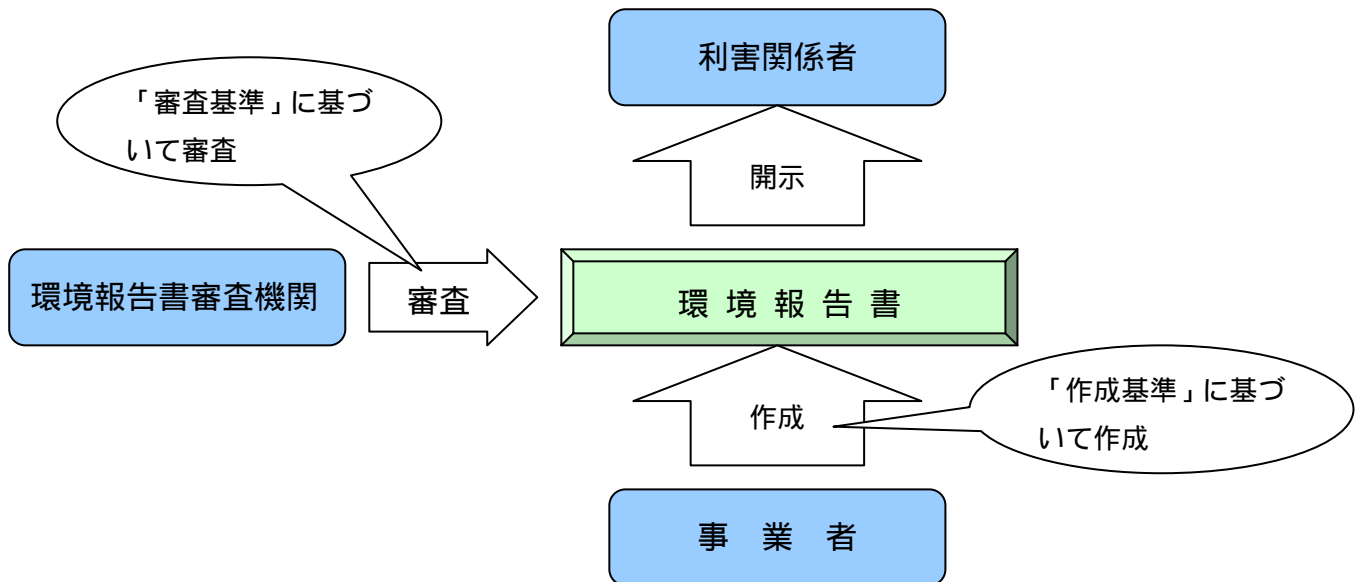 利害関係者
「審査基準」に基づ
いて審査
開示
環境報告書審査機関
審査
環 境 報 告 書
「作成基準」に基づ
いて作成
作成
事 業 者